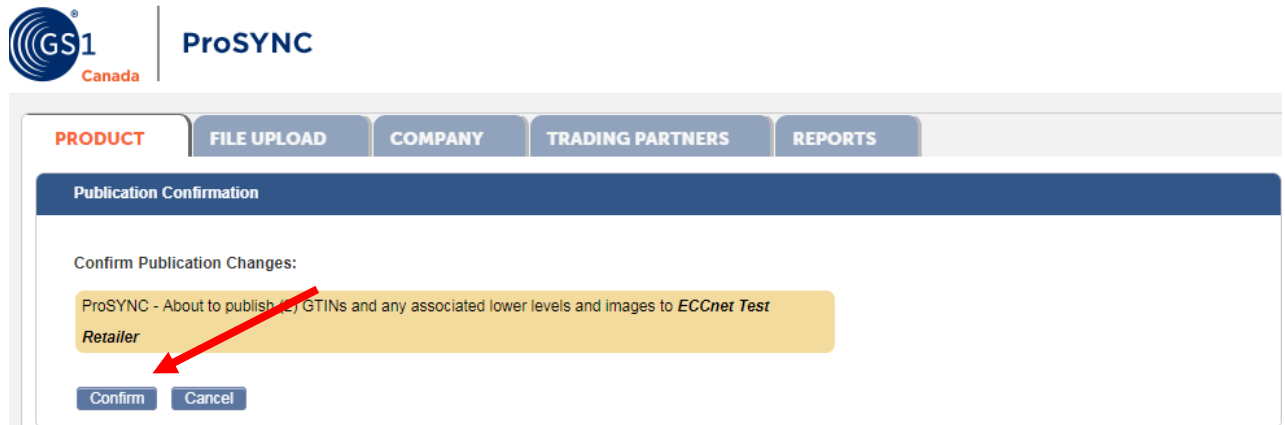 GS1
®
Canada
ProSYNC
PRODUCT FILE UPLOAD COMPANY TRADING PARTNERS REPORTS
Publication Confirmation
Confirm Publication Changes:
ProSYNC - About to publish (2) GTINs and any associated lower levels and images to ECCnet Test
Retailer
Confirm Cancel